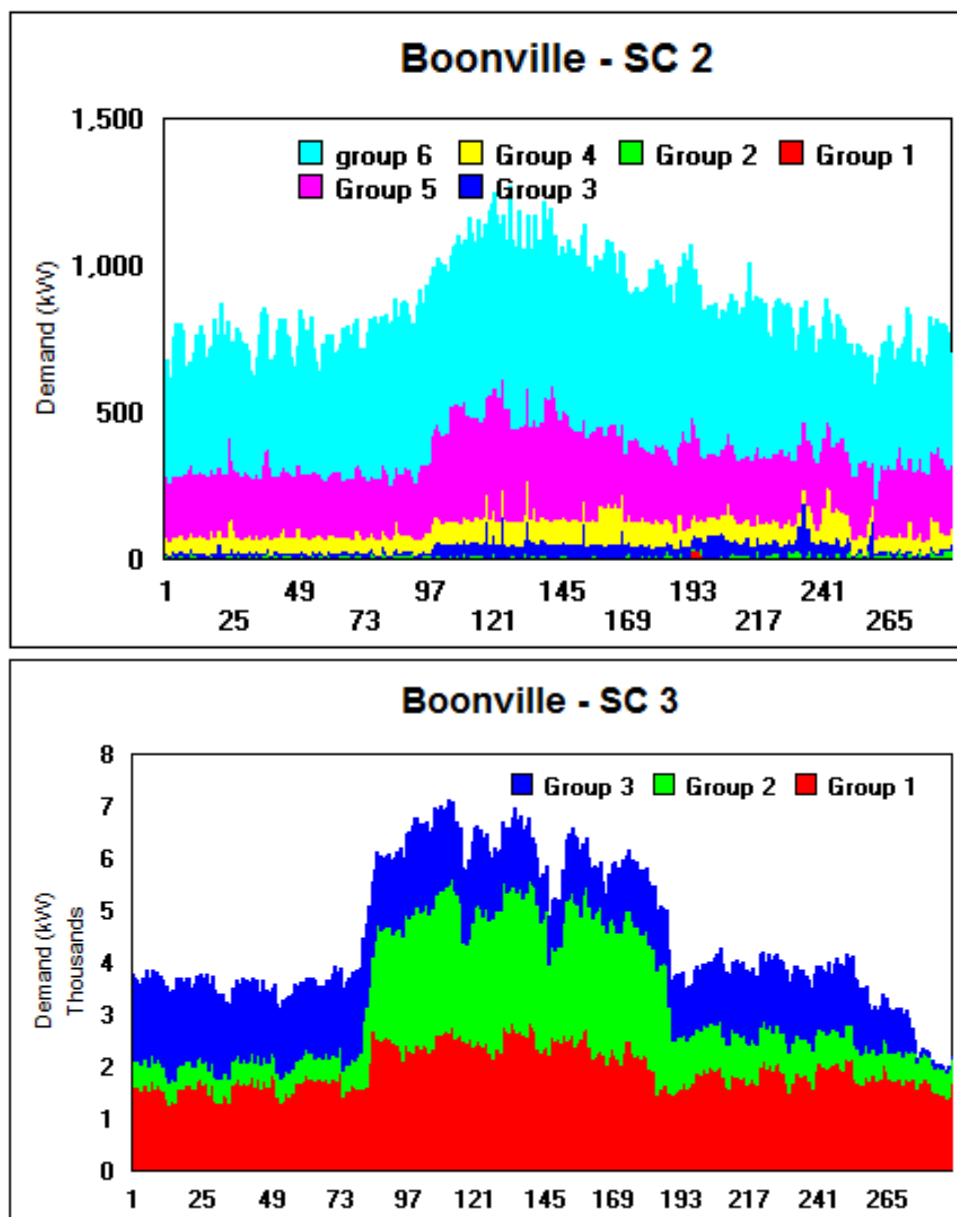 Boonville - SC 2
1,500
group 6 Group 4 Group 2 Group 1
Group 5 Group 3
1,000
Demand (kW)
500
0
1 49 97 145 193 241
25 73 121 169 217 265
Boonville - SC 3
8
Group 3 Group 2 Group 1
7
6
5
Demand (kW)
Thousands
4
3
2
1
0
1 25 49 73 97 121 145 169 193 217 241 265